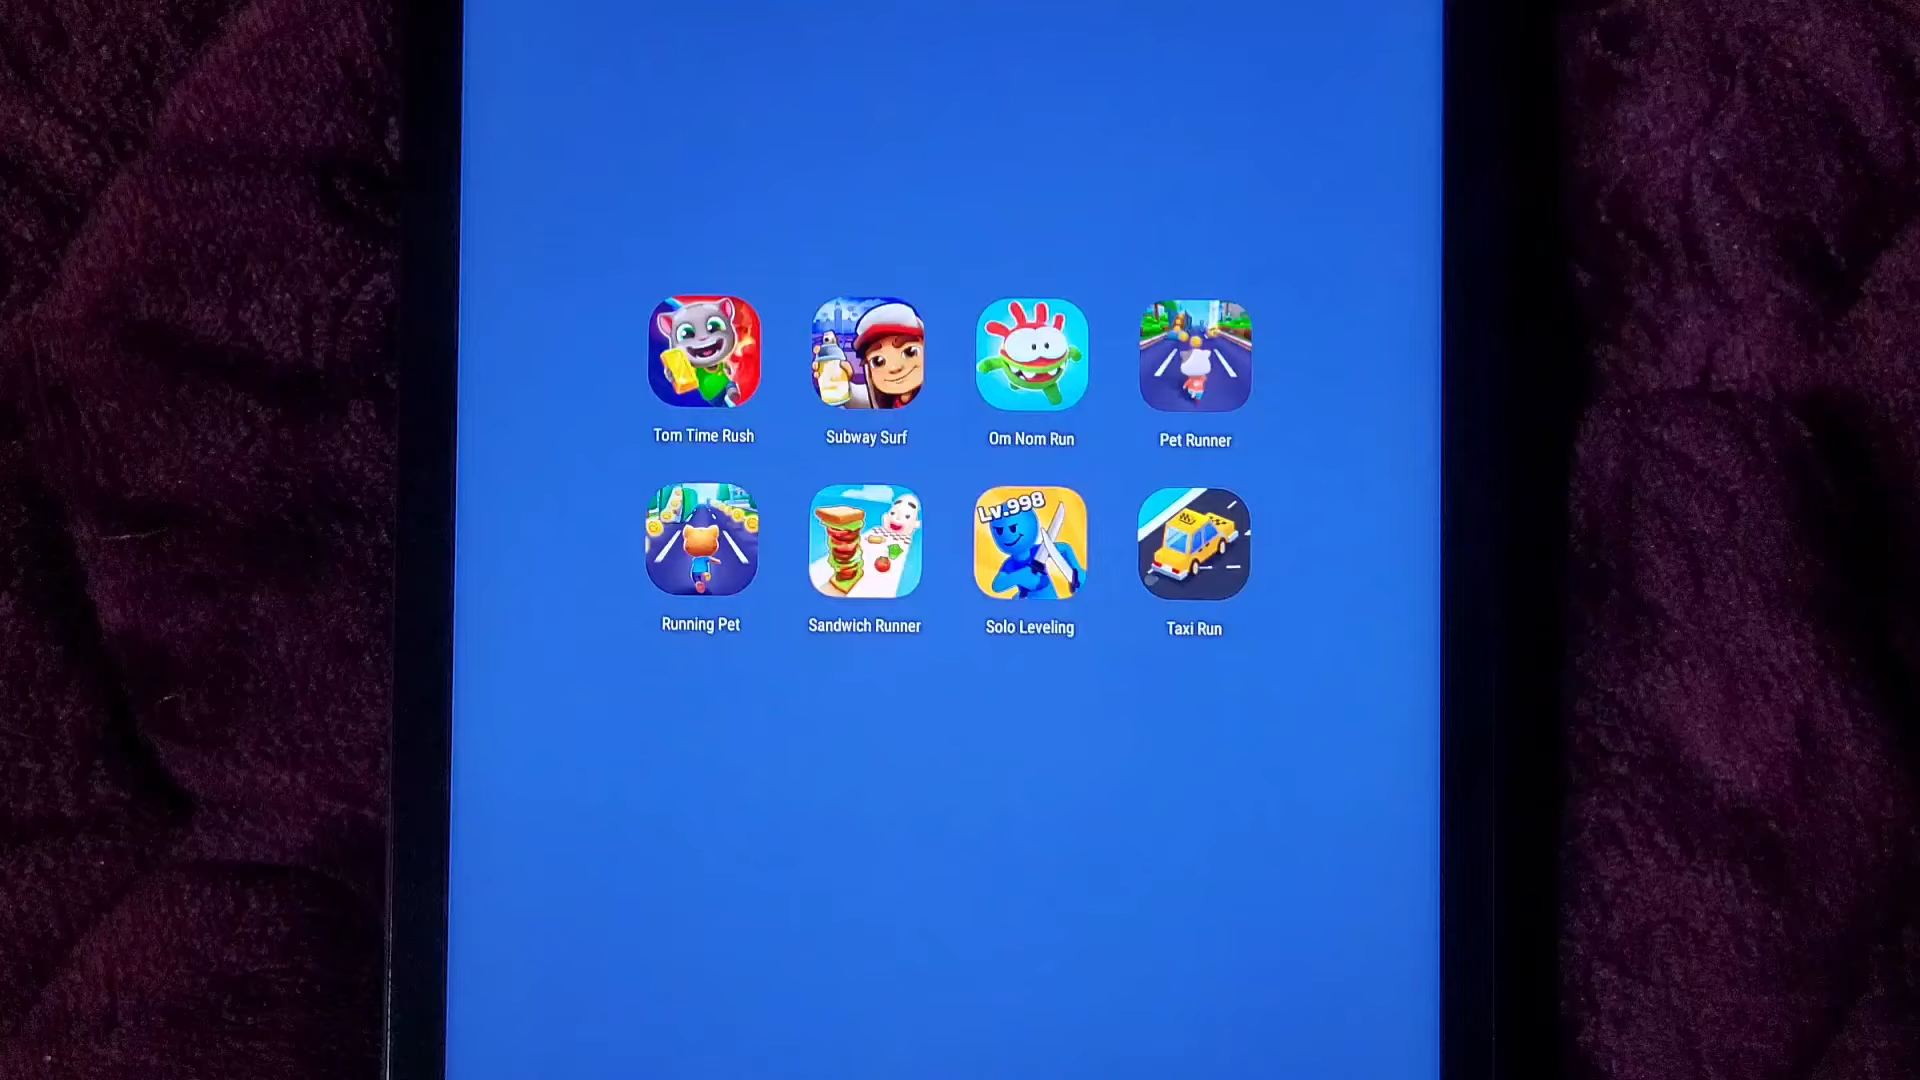 Tom Time Rush
Subway Surf
Om Nom Run
Pet Runner
Lv.998
Running Pet
Sandwich Runner
Solo Leveling
Taxi Run